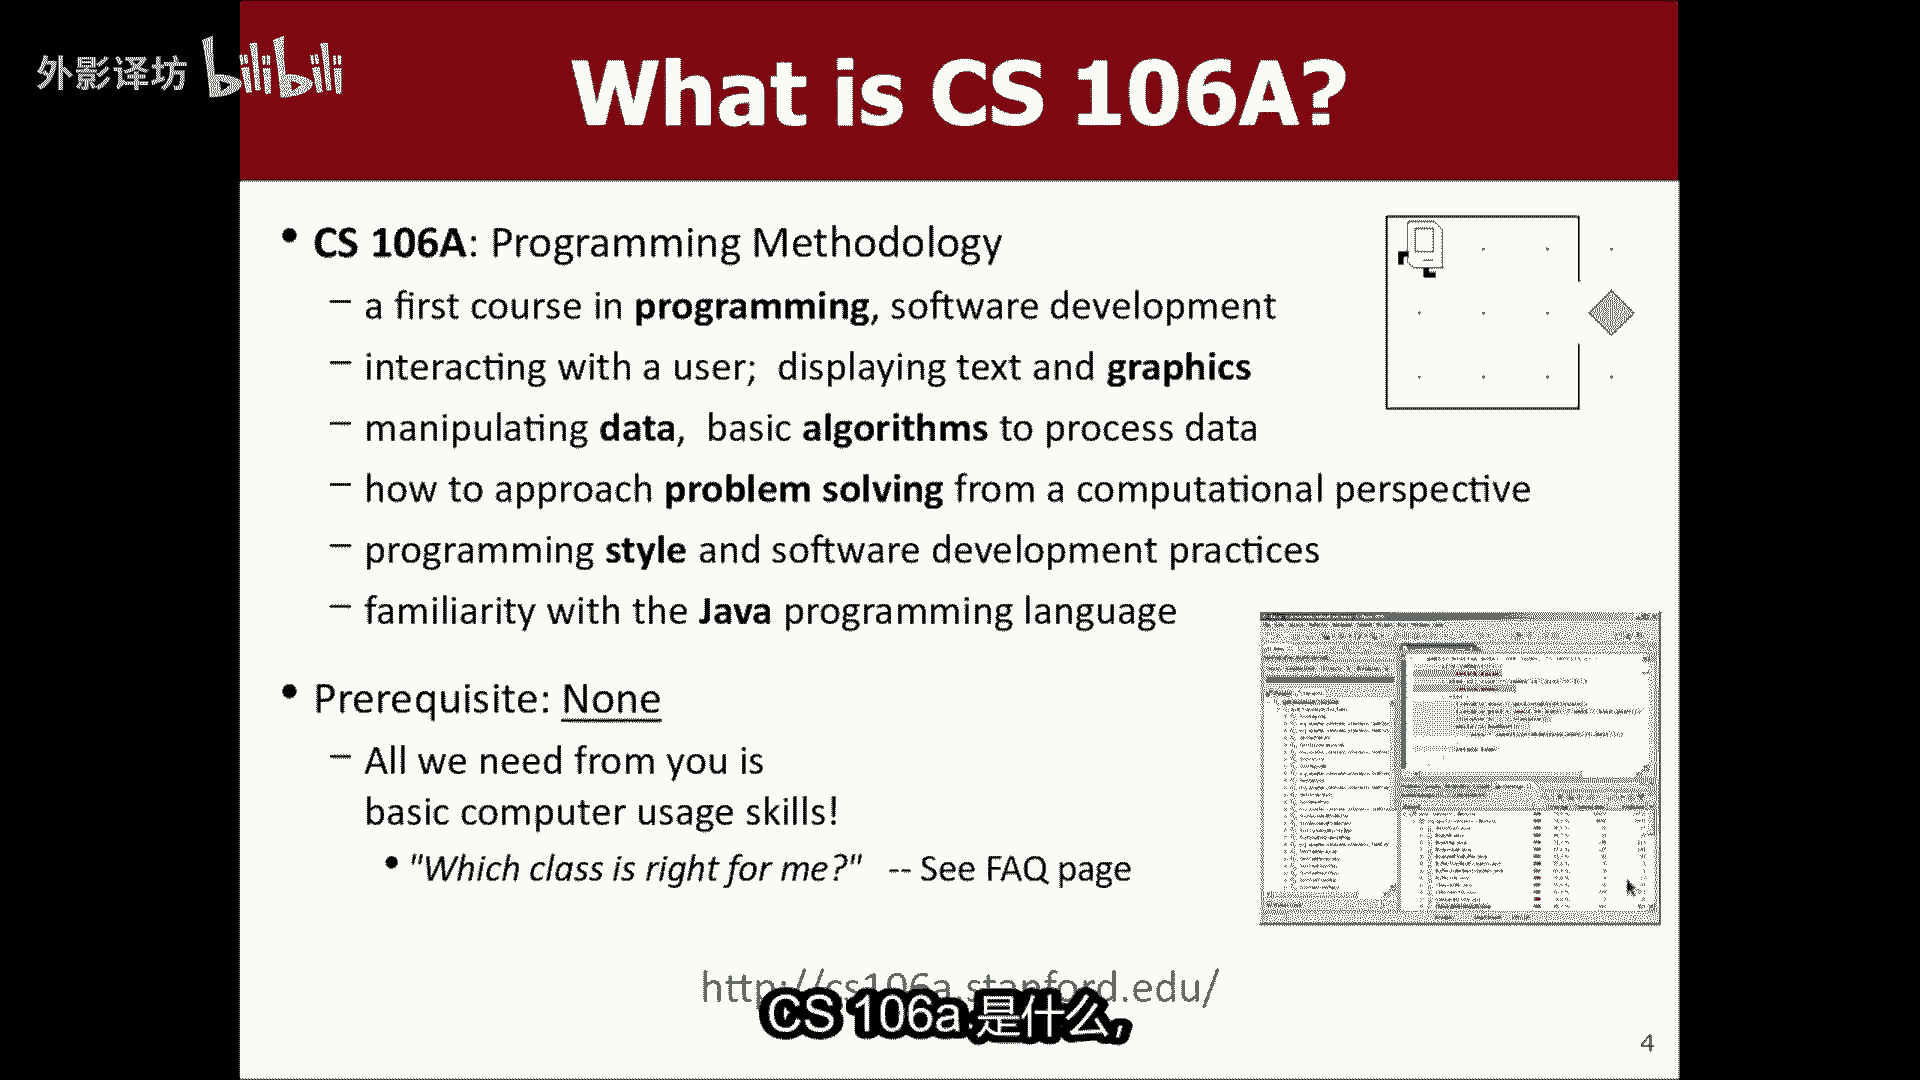 外影译坊 bilibili
What is CS 106A?
• CS 106A: Programming Methodology
– a first course in programming, software development
– interacting with a user; displaying text and graphics
– manipulating data, basic algorithms to process data
– how to approach problem solving from a computational perspective
– programming style and software development practices
– familiarity with the Java programming language
• Prerequisite: None
– All we need from you is
basic computer usage skills!
• "Which class is right for me?" -- See FAQ page
http://cs106a.stanford.edu/
CS 106a 是什么,
4